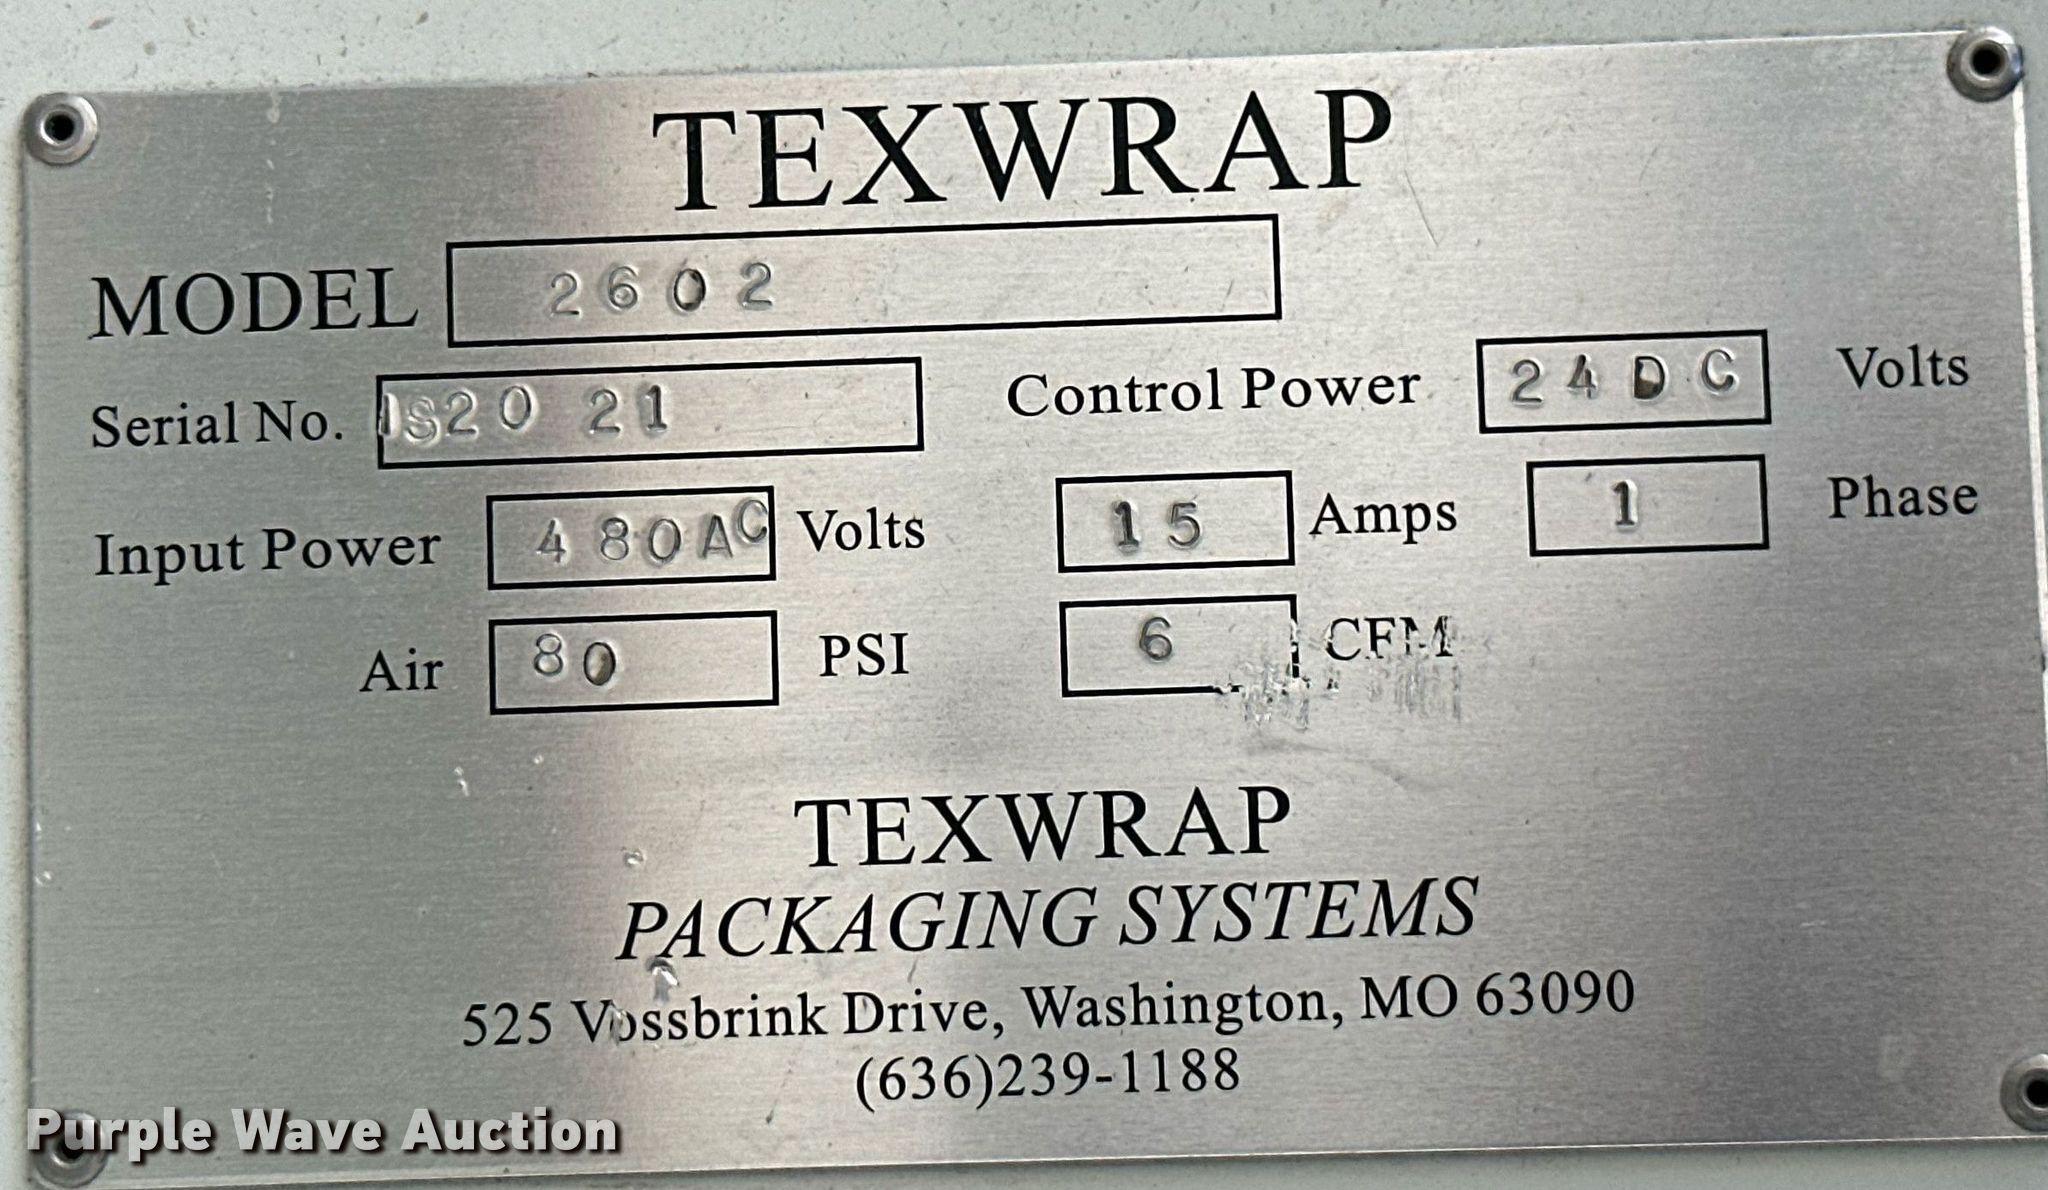 TEXWRAP
MODEL 2602
Serial No. IS20 21 Control Power 24DC Volts
Input Power 480AC Volts 15 Amps 1 Phase
Air 80 PSI 6 CFM
TEXWRAP
PACKAGING SYSTEMS
525 Vossbrink Drive, Washington, MO 63090
(636)239-1188
Purple Wave Auction